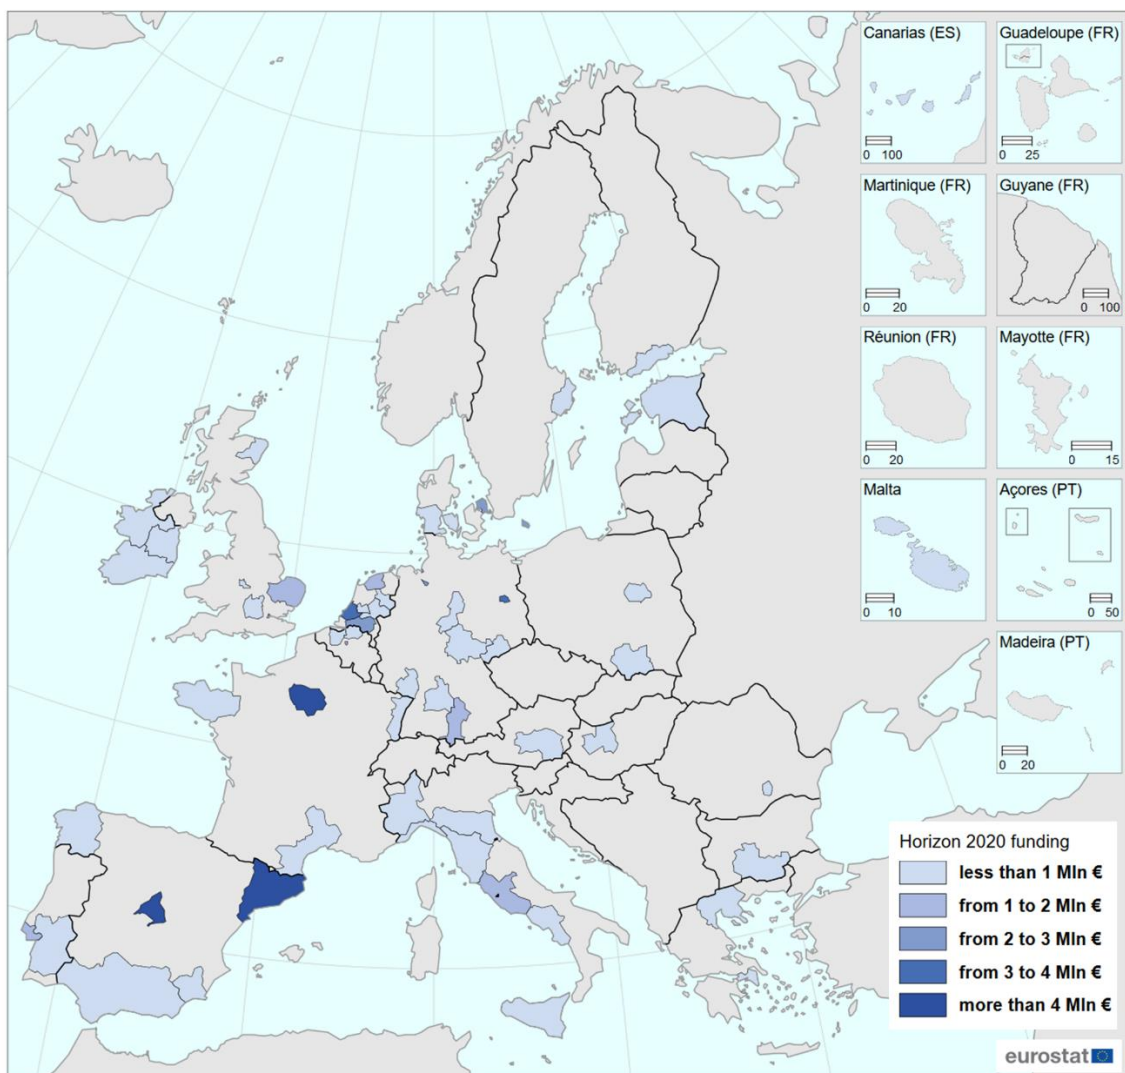 Canarias (ES)
0 100
Guadeloupe (FR)
0 25
Martinique (FR)
0 20
Guyane (FR)
0 100
Réunion (FR)
0 20
Mayotte (FR)
0 15
Malta
0 10
Açores (PT)
0 50
Madeira (PT)
0 20
Horizon 2020 funding
less than 1 Mln €
from 1 to 2 Mln €
from 2 to 3 Mln €
from 3 to 4 Mln €
more than 4 Mln €
eurostat